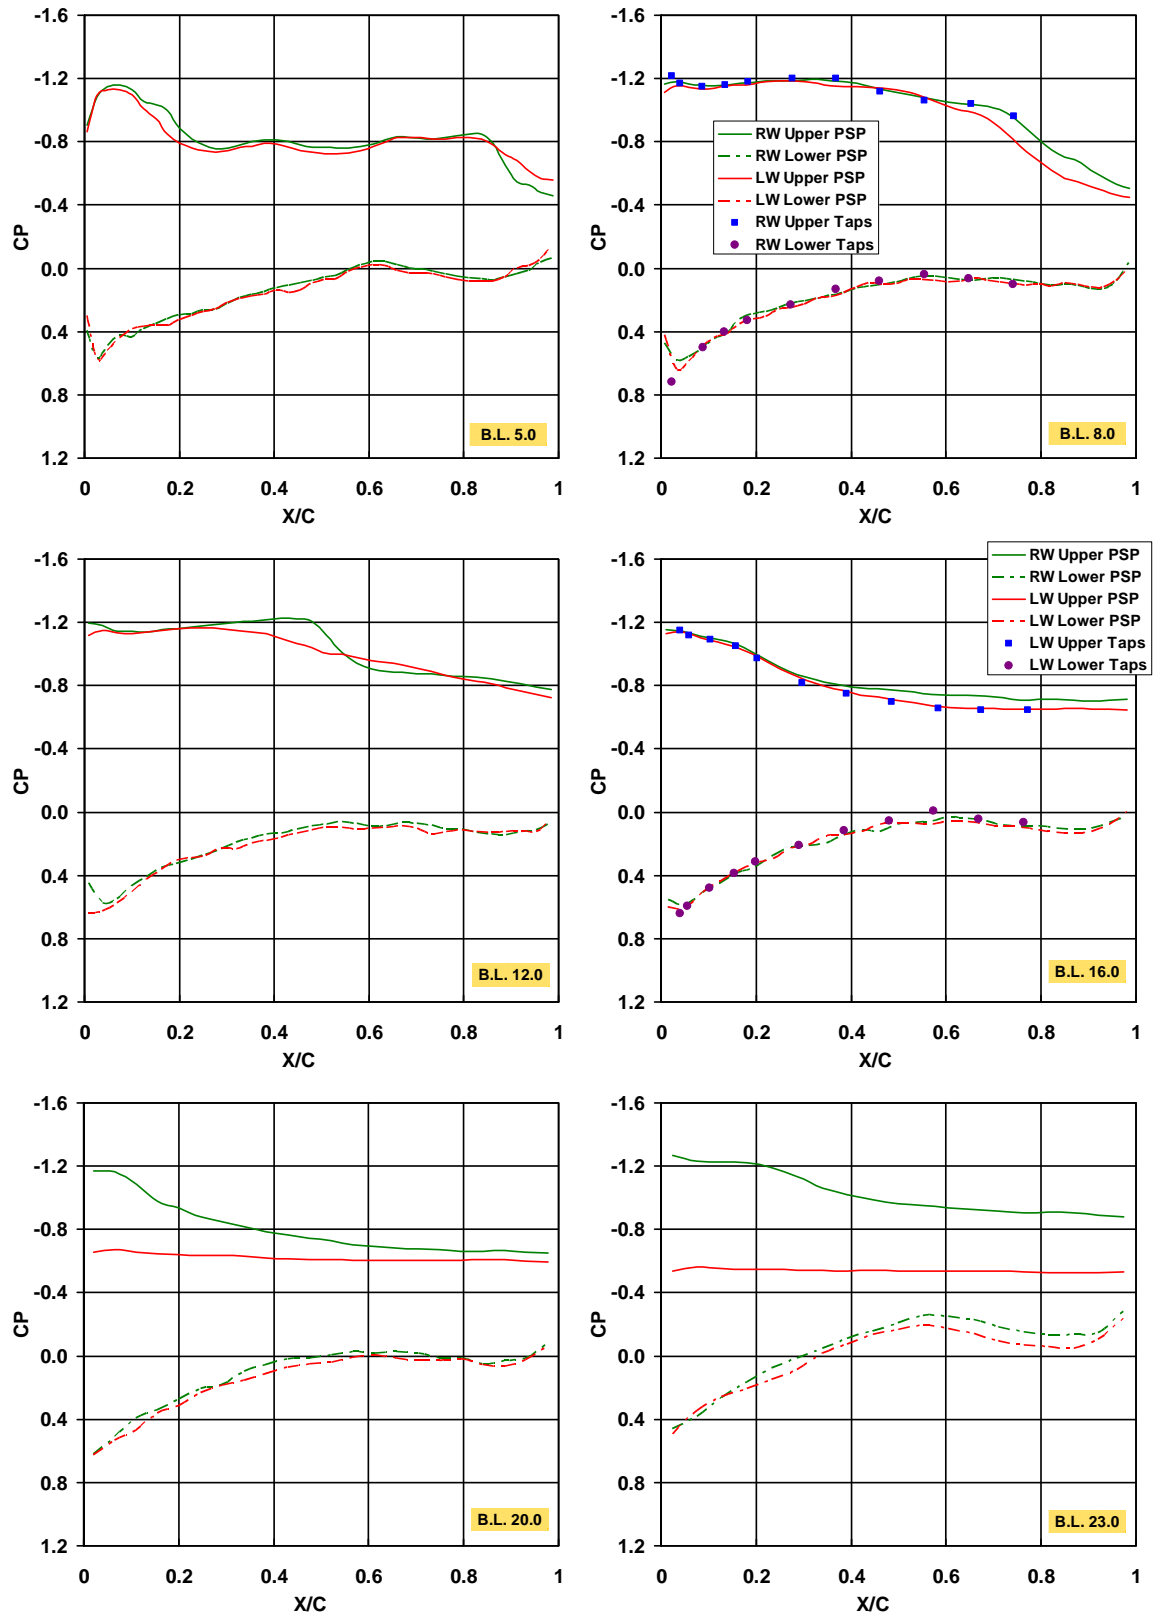 -1.6
-1.2
-0.8
-0.4
0.0
0.4
0.8
1.2
CP
B.L. 5.0
0 0.2 0.4 0.6 0.8 1
X/C
-1.6
-1.2
-0.8
-0.4
0.0
0.4
0.8
1.2
CP
RW Upper PSP
RW Lower PSP
LW Upper PSP
LW Lower PSP
RW Upper Taps
RW Lower Taps
B.L. 8.0
0 0.2 0.4 0.6 0.8 1
X/C
-1.6
-1.2
-0.8
-0.4
0.0
0.4
0.8
1.2
CP
B.L. 12.0
0 0.2 0.4 0.6 0.8 1
X/C
-1.6
-1.2
-0.8
-0.4
0.0
0.4
0.8
1.2
CP
RW Upper PSP
RW Lower PSP
LW Upper PSP
LW Lower PSP
LW Upper Taps
LW Lower Taps
B.L. 16.0
0 0.2 0.4 0.6 0.8 1
X/C
-1.6
-1.2
-0.8
-0.4
0.0
0.4
0.8
1.2
CP
B.L. 20.0
0 0.2 0.4 0.6 0.8 1
X/C
-1.6
-1.2
-0.8
-0.4
0.0
0.4
0.8
1.2
CP
B.L. 23.0
0 0.2 0.4 0.6 0.8 1
X/C